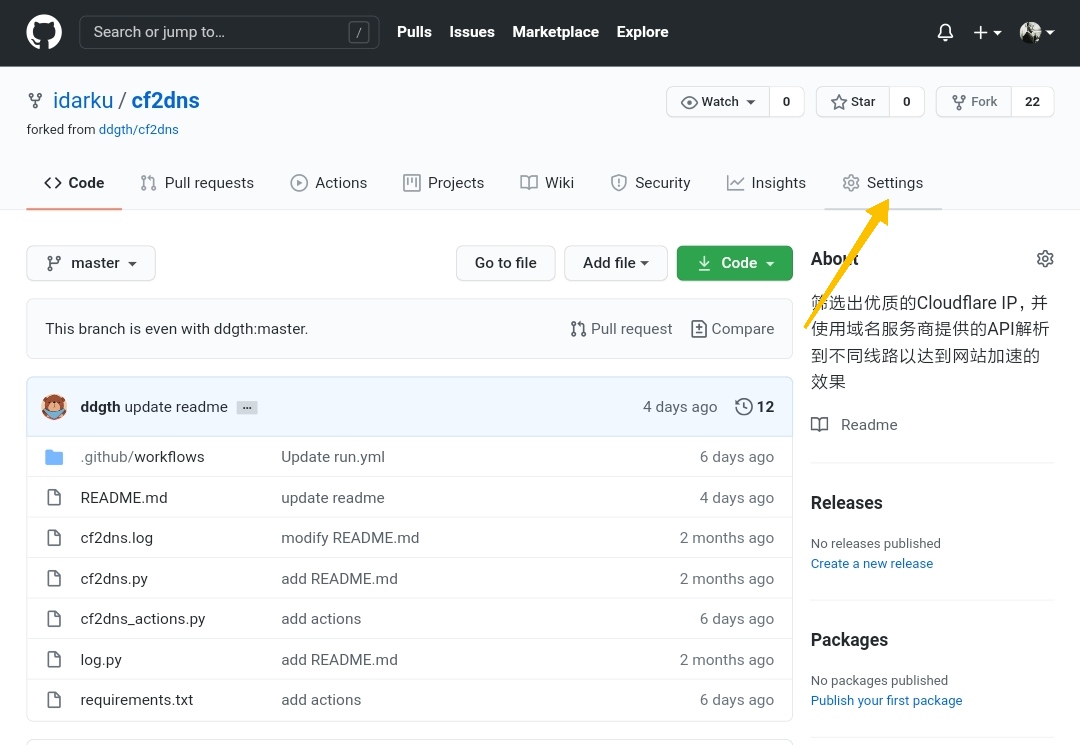 Search or jump to… /
Pulls Issues Marketplace Explore
idarku / cf2dns
forked from ddgth/cf2dns
Watch 0 Star 0 Fork 22
Code Pull requests Actions Projects Wiki Security Insights Settings
master Go to file Add file Code
This branch is even with ddgth:master. Pull request Compare
ddgth update readme ... 4 days ago 12
.github/workflows Update run.yml 6 days ago
README.md update readme 4 days ago
cf2dns.log modify README.md 2 months ago
cf2dns.py add README.md 2 months ago
cf2dns_actions.py add actions 6 days ago
log.py add README.md 2 months ago
requirements.txt add actions 6 days ago
About
筛选出优质的Cloudflare IP，并
使用域名服务商提供的API解析
到不同线路以达到网站加速的
效果
Readme
Releases
No releases published
Create a new release
Packages
No packages published
Publish your first package